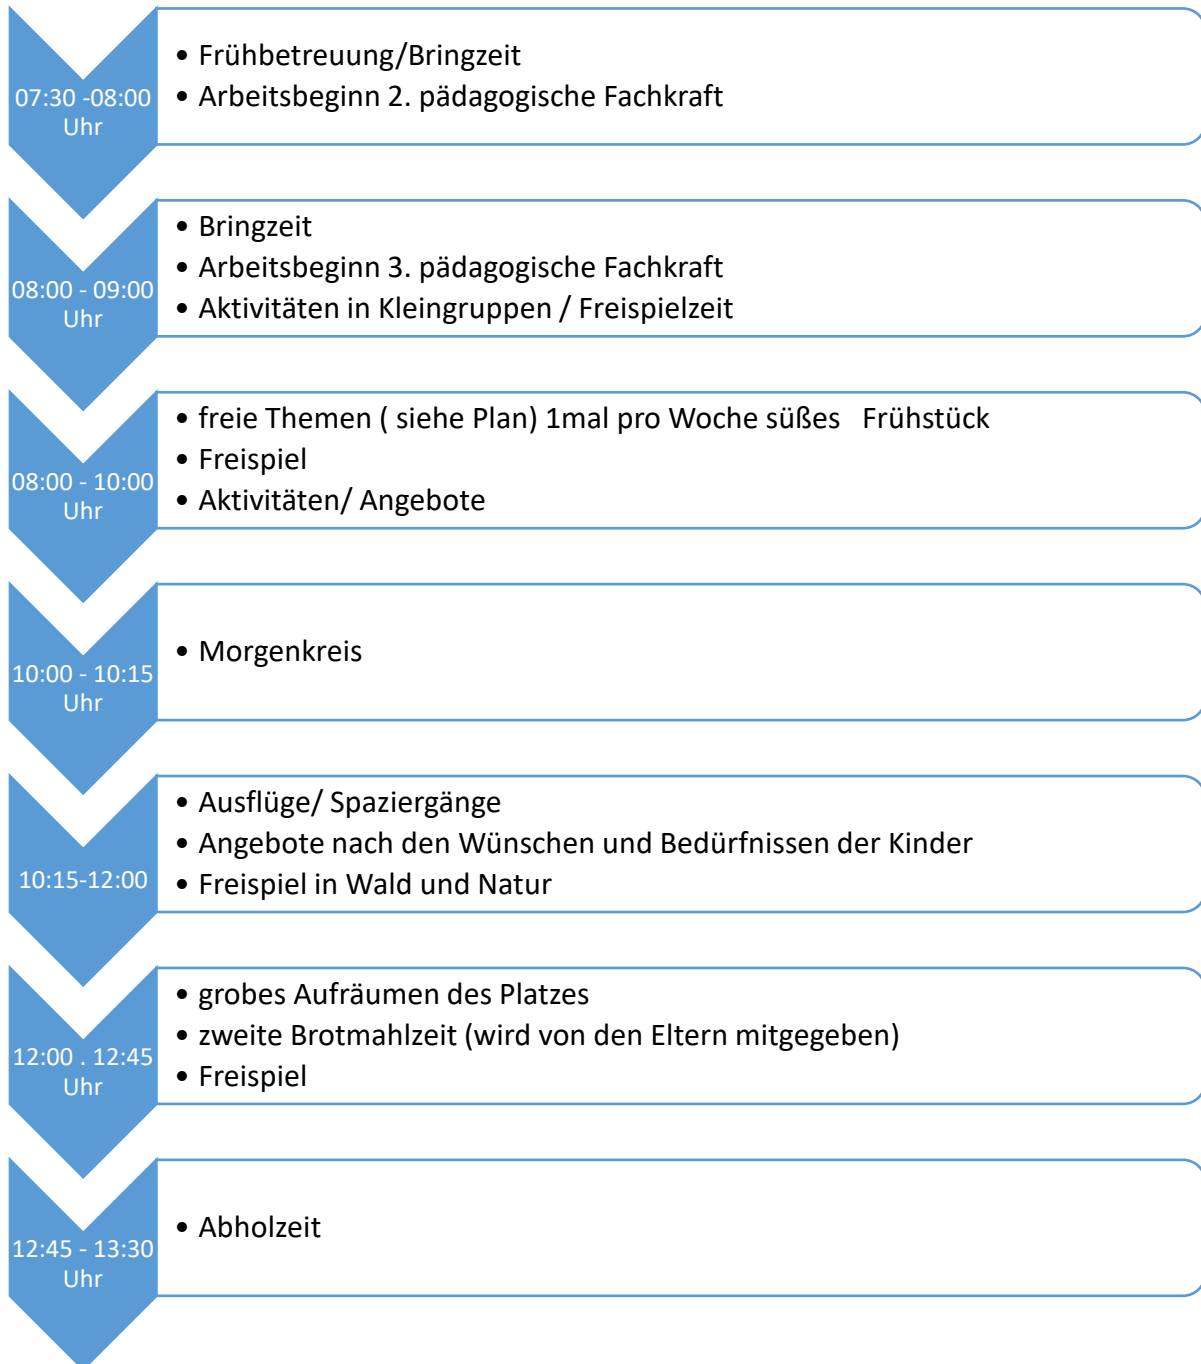 07:30 -08:00
Uhr
• Frühbetreuung/Bringzeit
• Arbeitsbeginn 2. pädagogische Fachkraft
08:00 - 09:00
Uhr
• Bringzeit
• Arbeitsbeginn 3. pädagogische Fachkraft
• Aktivitäten in Kleingruppen / Freispielzeit
08:00 - 10:00
Uhr
• freie Themen ( siehe Plan) 1mal pro Woche süßes   Frühstück
• Freispiel
• Aktivitäten/ Angebote
10:00 - 10:15
Uhr
• Morgenkreis
10:15-12:00
• Ausflüge/ Spaziergänge
• Angebote nach den Wünschen und Bedürfnissen der Kinder
• Freispiel in Wald und Natur
12:00 . 12:45
Uhr
• grobes Aufräumen des Platzes
• zweite Brotmahlzeit (wird von den Eltern mitgegeben)
• Freispiel
12:45 - 13:30
Uhr
• Abholzeit